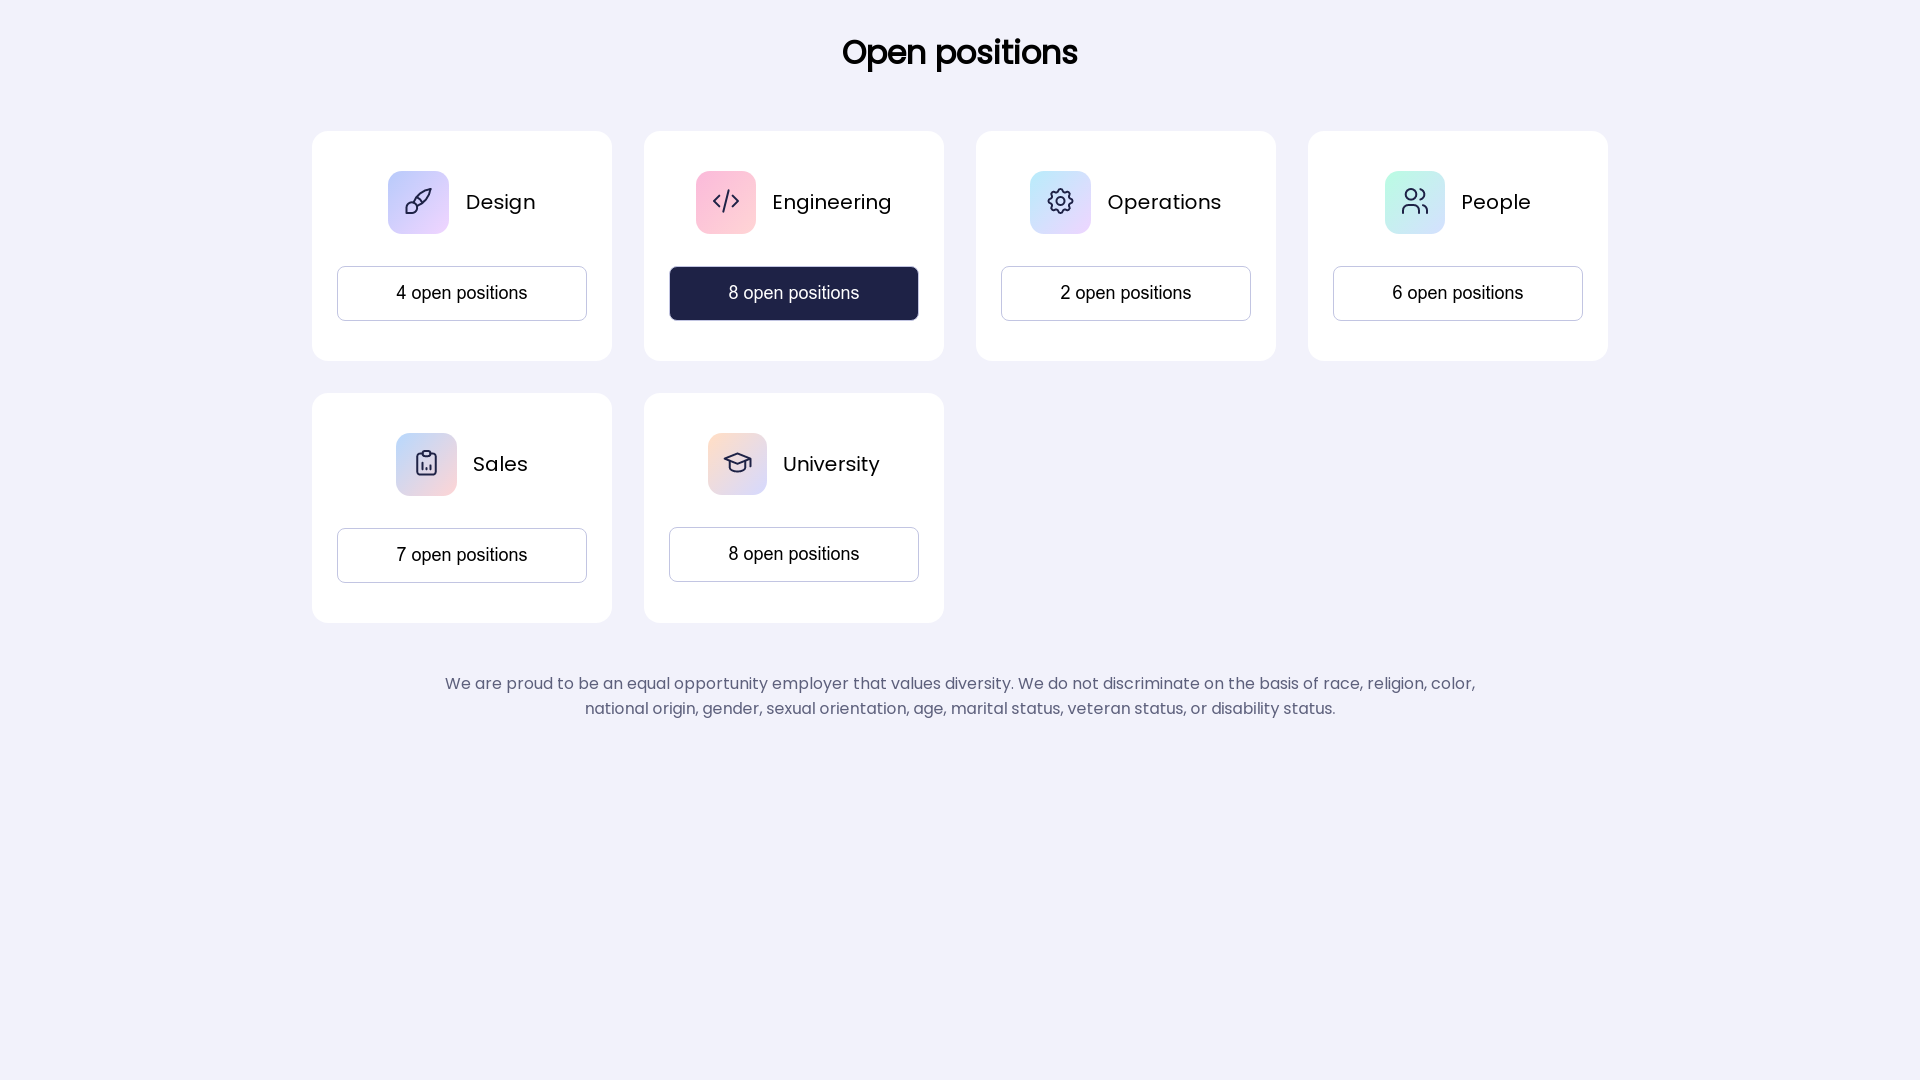 Open positions
Design
4 open positions
Engineering
8 open positions
Operations
2 open positions
People
6 open positions
Sales
7 open positions
University
8 open positions
We are proud to be an equal opportunity employer that values diversity. We do not discriminate on the basis of race, religion, color,
national origin, gender, sexual orientation, age, marital status, veteran status, or disability status.